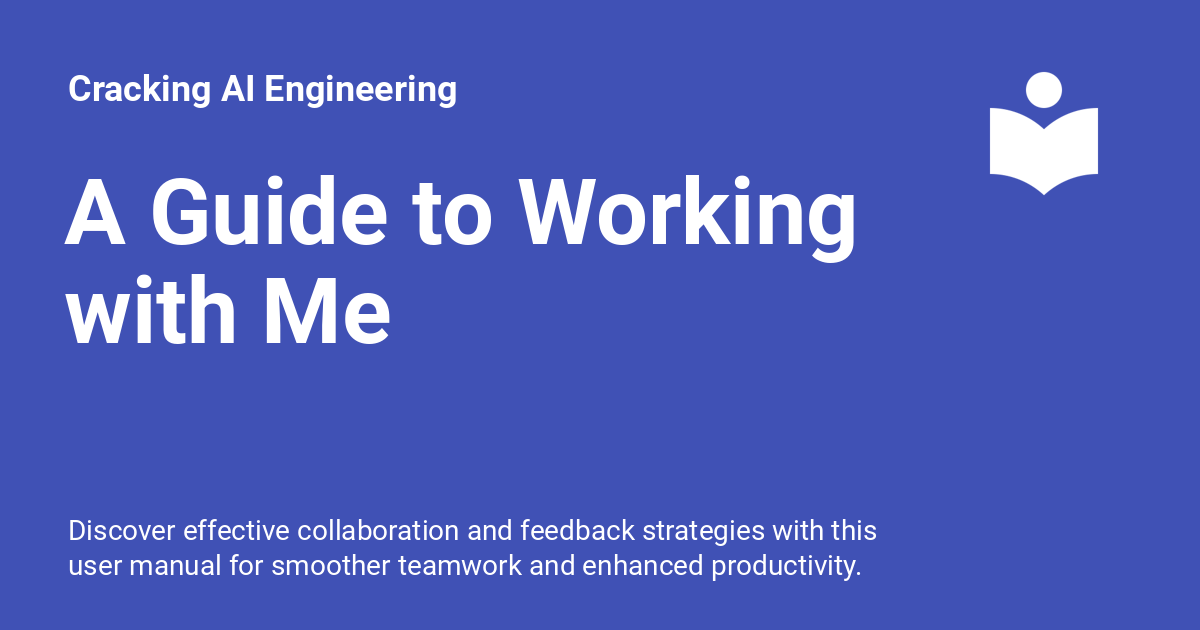 Cracking AI Engineering
A Guide to Working
with Me
Discover effective collaboration and feedback strategies with this
user manual for smoother teamwork and enhanced productivity.